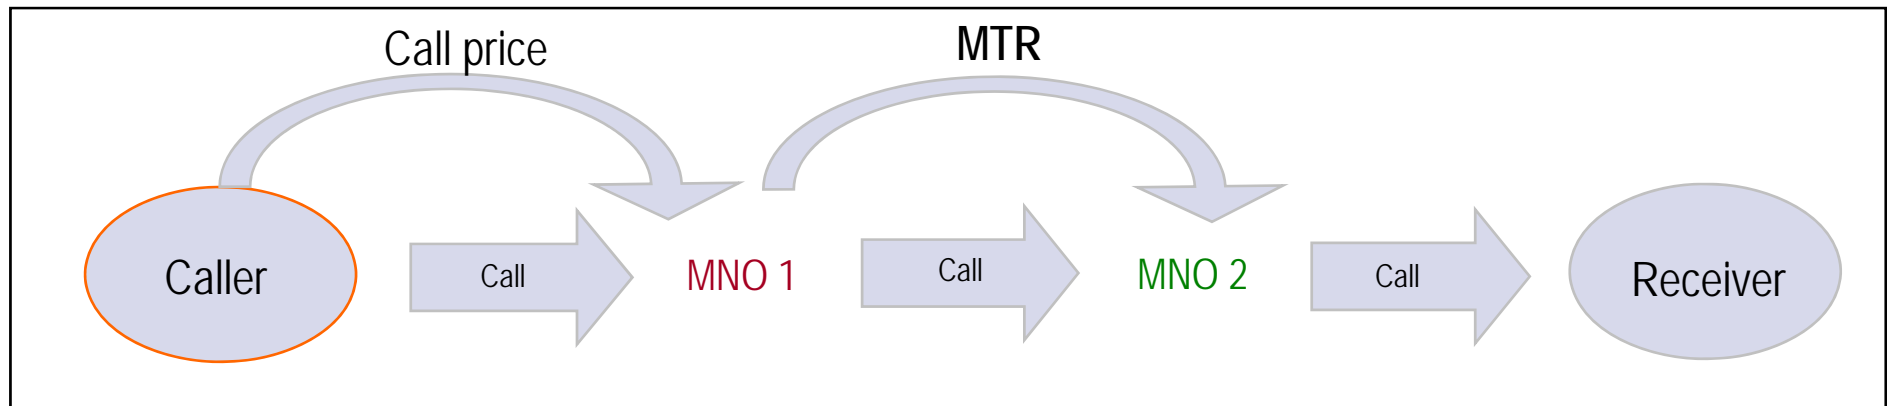 Call price
MTR
Caller
Call
MNO 1
Call
MNO 2
Call
Receiver